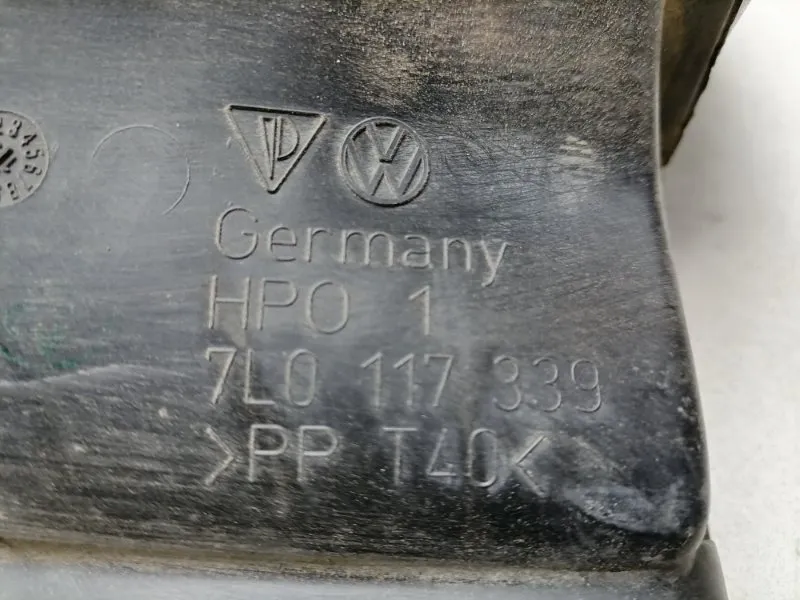 Germany
HPO 1
7L0 117 339
>PP T40<